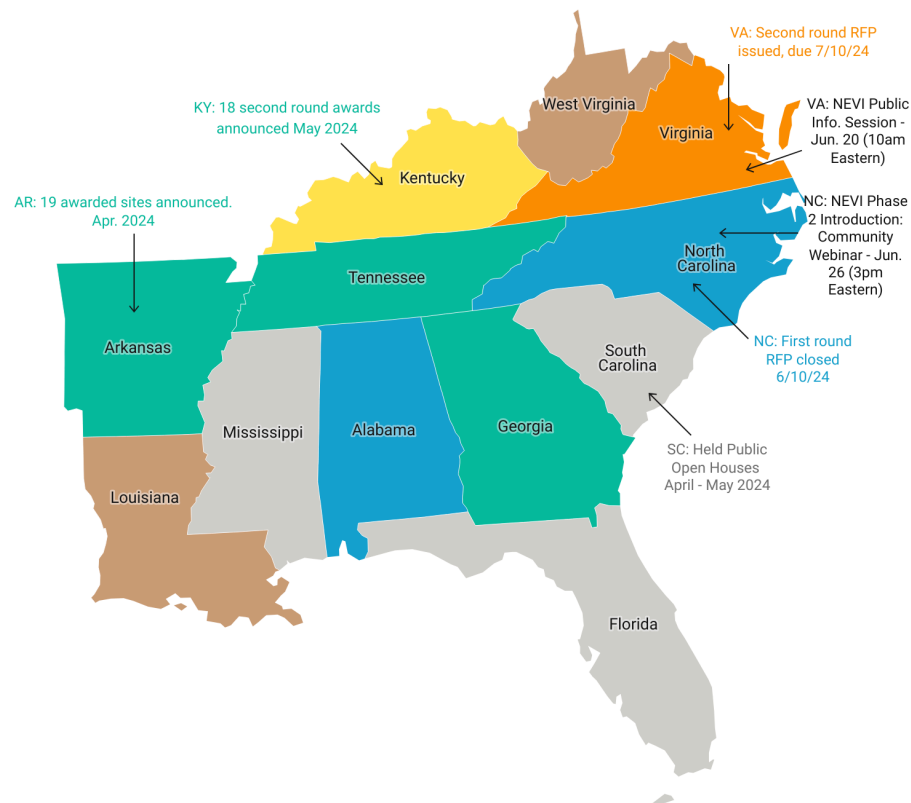 VA: Second round RFP
issued, due 7/10/24
West Virginia
KY: 18 second round awards
announced May 2024
VA: NEVI Public
Info. Session -
Jun. 20 (10am
Eastern)
Virginia
Kentucky
AR: 19 awarded sites announced.
Apr. 2024
NC: NEVI Phase
2 Introduction:
Community
Webinar - Jun.
26 (3pm
Eastern)
North
Carolina
Tennessee
Arkansas
NC: First round
RFP closed
6/10/24
South
Carolina
Mississippi
Alabama
Georgia
SC: Held Public
Open Houses
April - May 2024
Louisiana
Florida